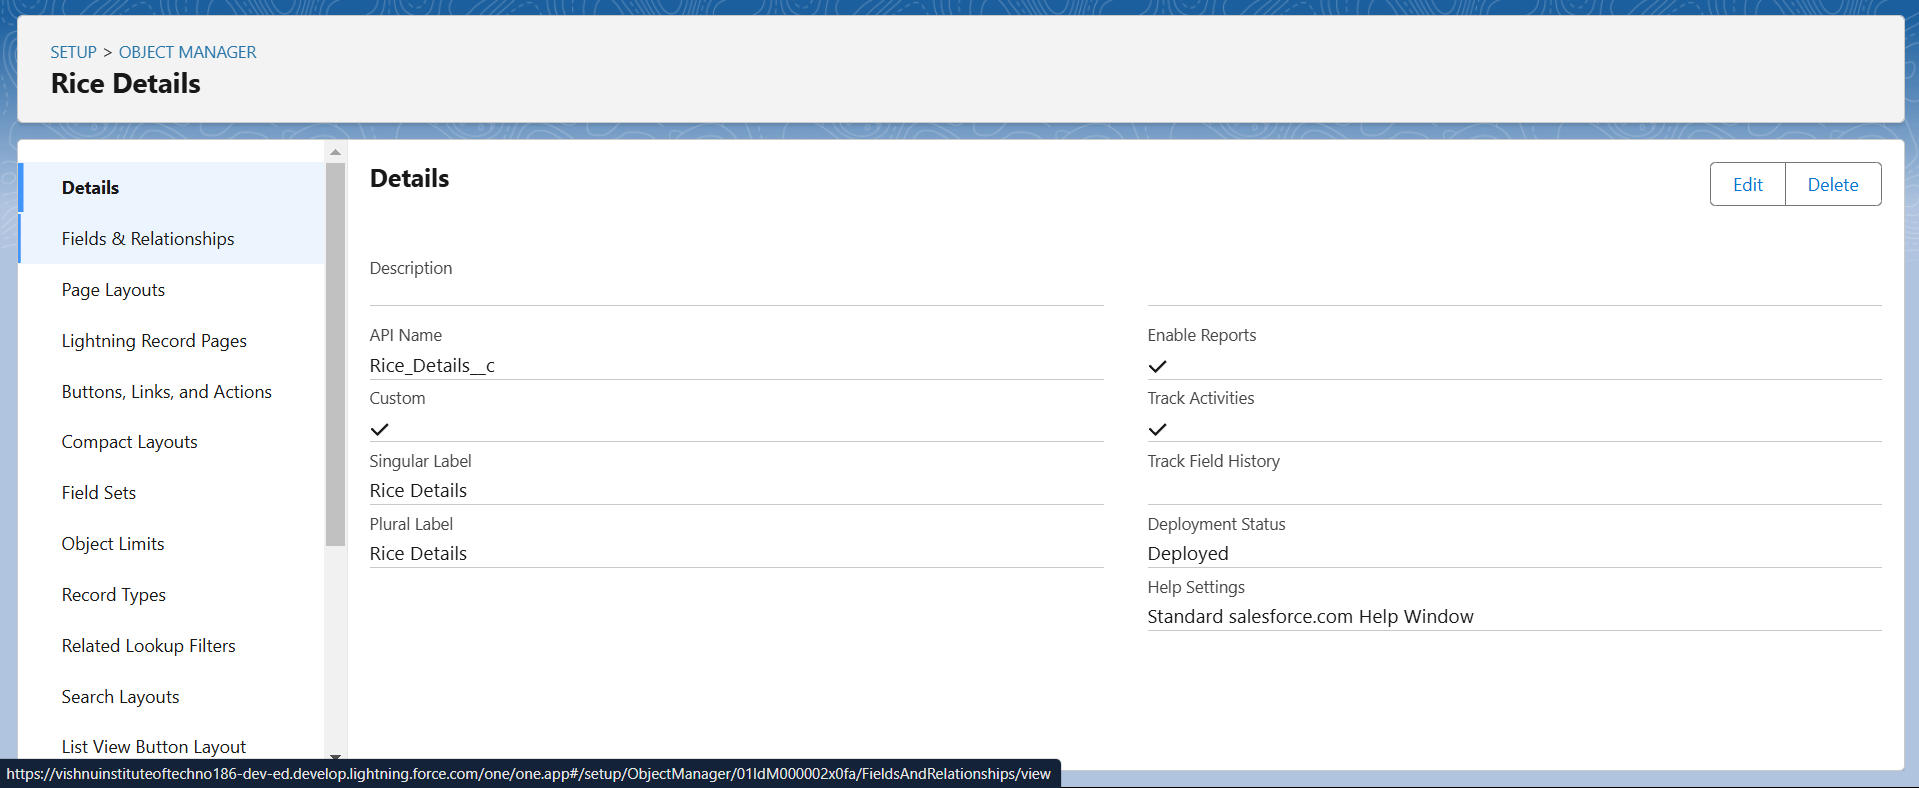 SETUP > OBJECT MANAGER
Rice Details
Details
Fields & Relationships
Page Layouts
Lightning Record Pages
Buttons, Links, and Actions
Compact Layouts
Field Sets
Object Limits
Record Types
Related Lookup Filters
Search Layouts
List View Button Layout
Details
Edit
Delete
Description
API Name
Rice_Details__c
Custom
Singular Label
Rice Details
Plural Label
Rice Details
Enable Reports
Track Activities
Track Field History
Deployment Status
Deployed
Help Settings
Standard salesforce.com Help Window
https://vishnuinstituteoftechno186-dev-ed.develop.lightning.force.com/one/one.app#/setup/ObjectManager/01IdM000002x0fa/FieldsAndRelationships/view